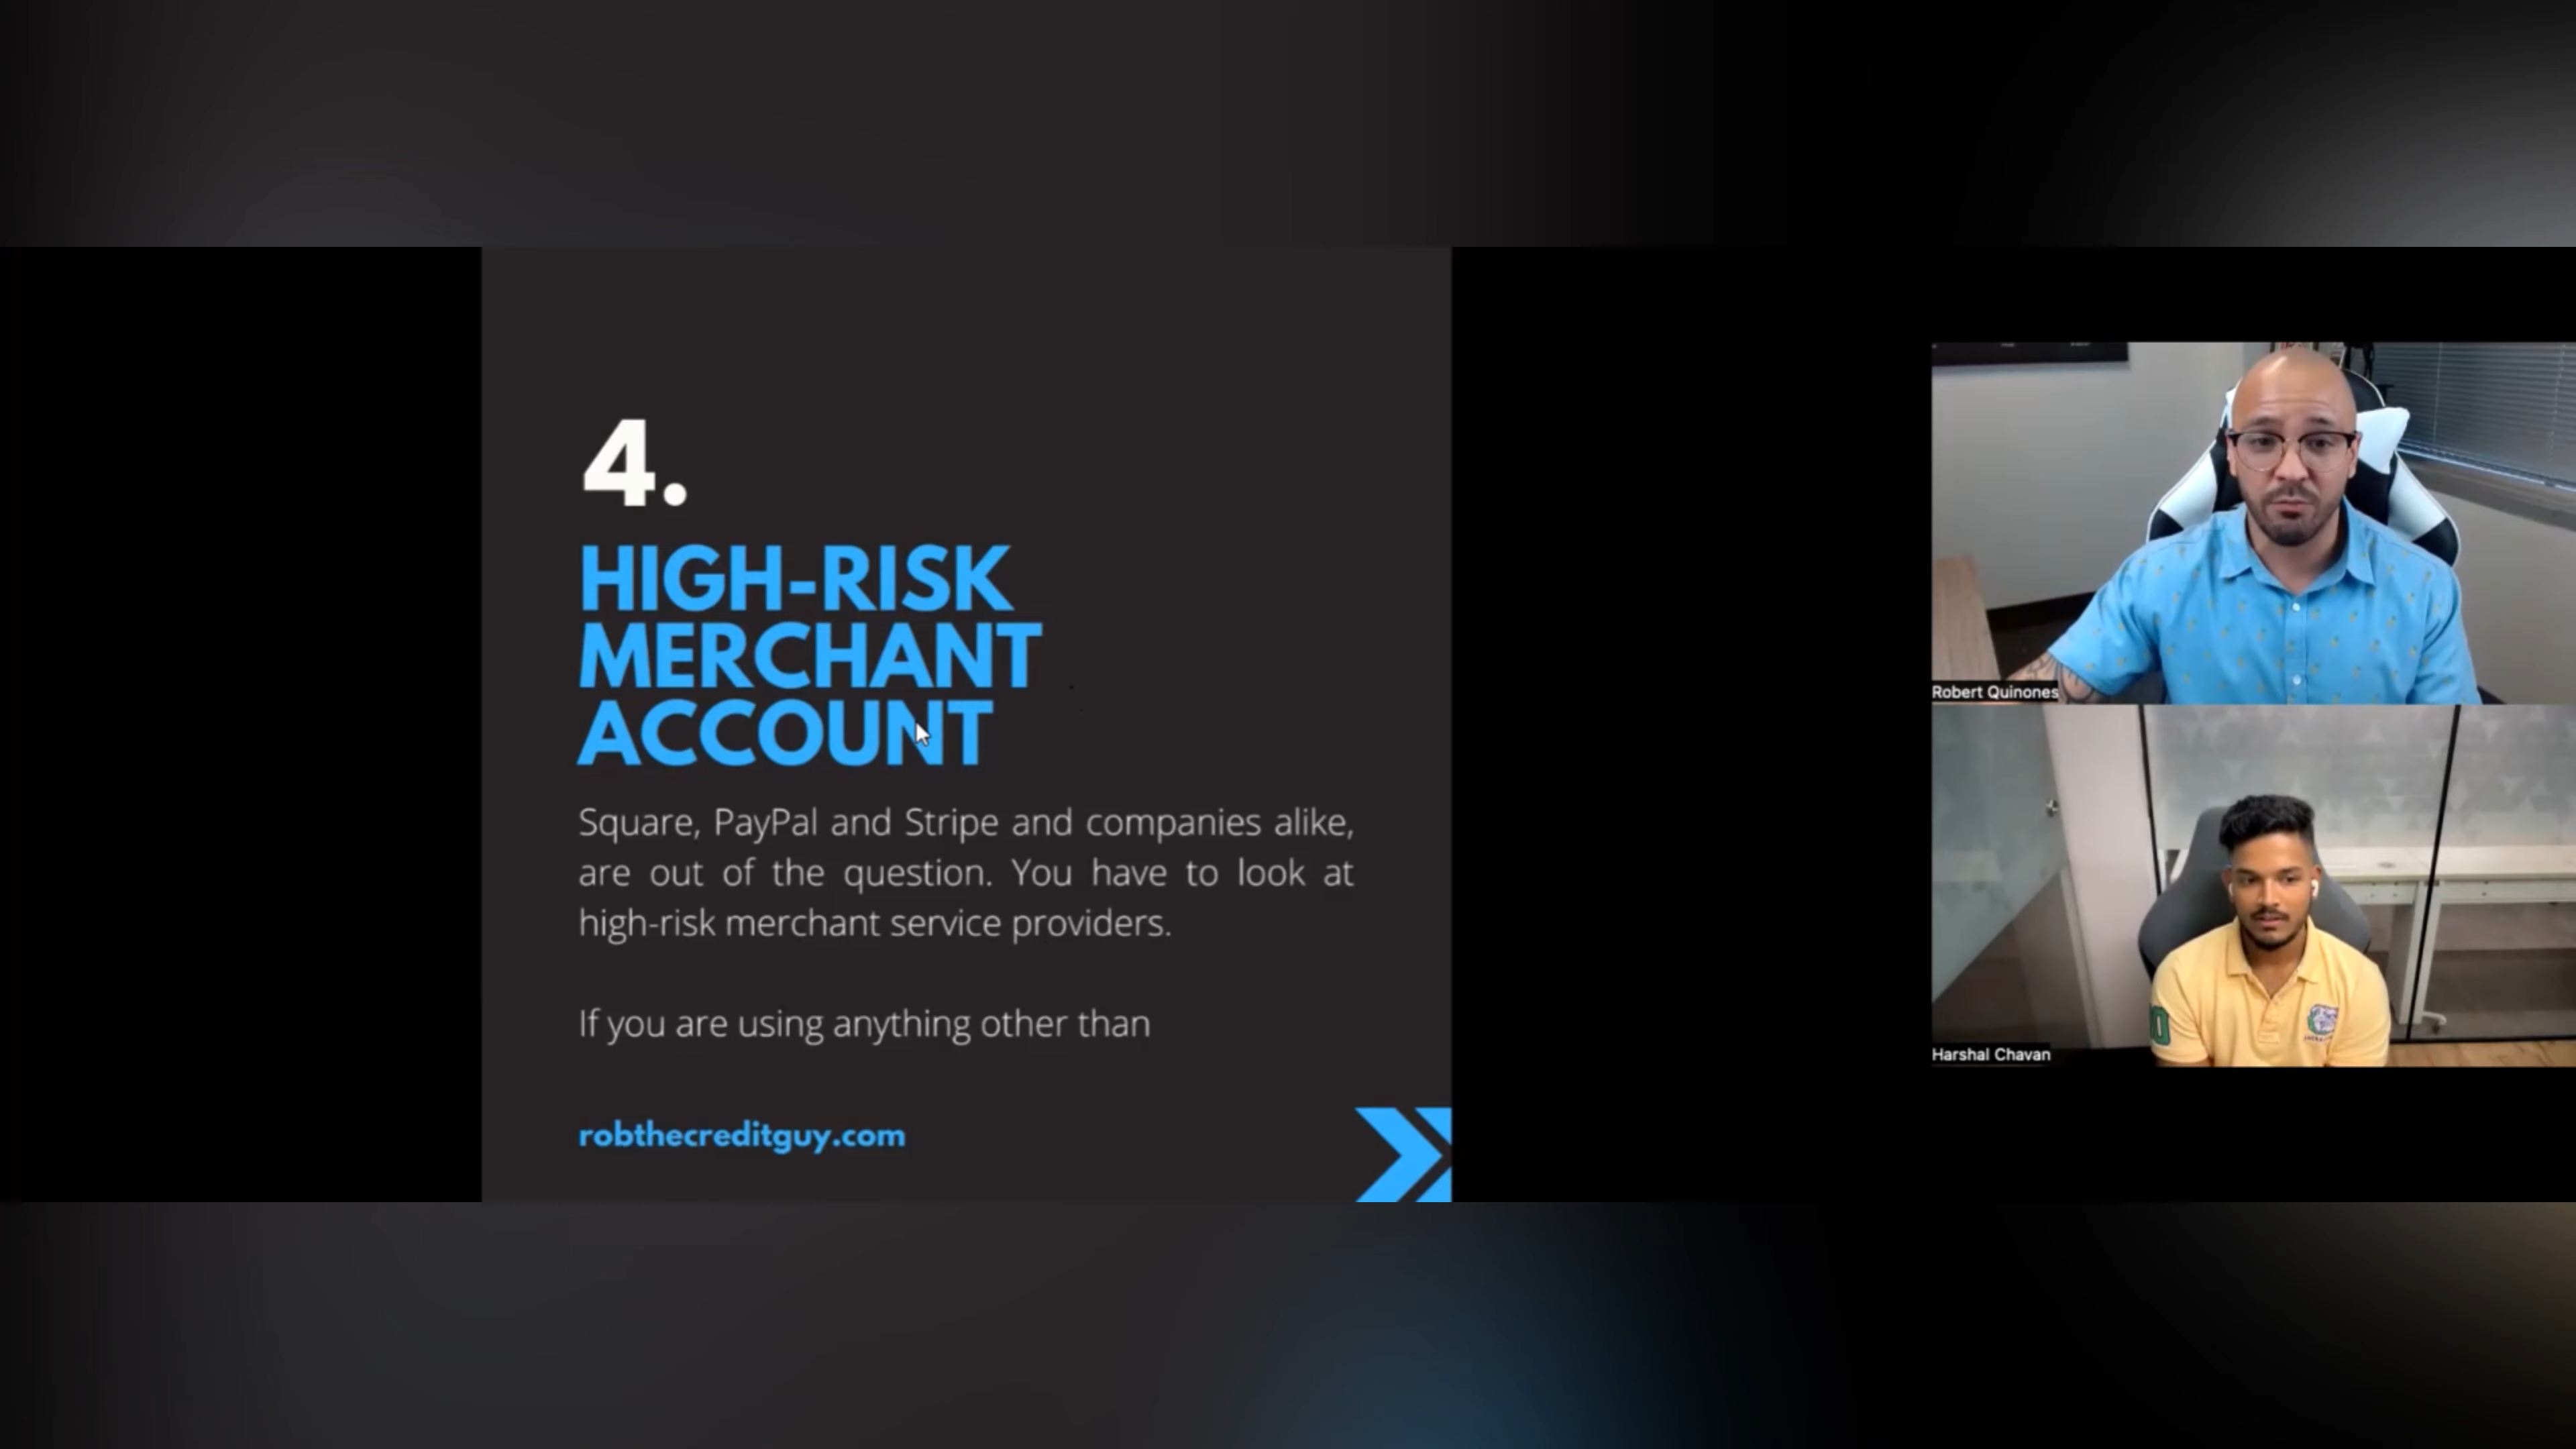 4.
HIGH-RISK
MERCHANT
ACCOUNT
Square, PayPal and Stripe and companies alike,
are out of the question. You have to look at
high-risk merchant service providers.
If you are using anything other than
robthecreditguy.com
Robert Quinones
Harshal Chavan